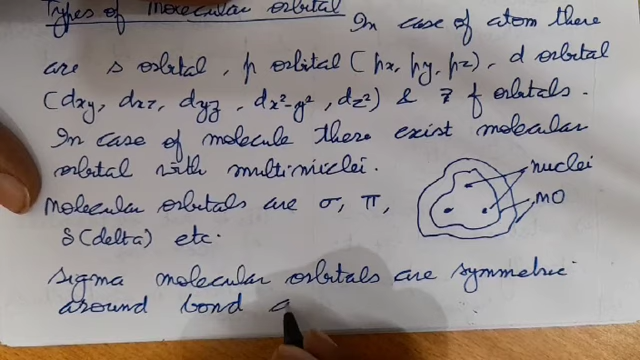 Types of Molecular orbital
In case of atom there
are s orbital, p orbital (px, py, pz), d orbital
(dxy, dxz, dyz, dx²-y², dz²) & 7 f orbitals.
In case of molecule there exist molecular
orbital with multinuclei.
nuclei
Molecular orbitals are σ, π,
MO
δ(delta) etc.
Sigma molecular orbitals are symmetric
around bond a